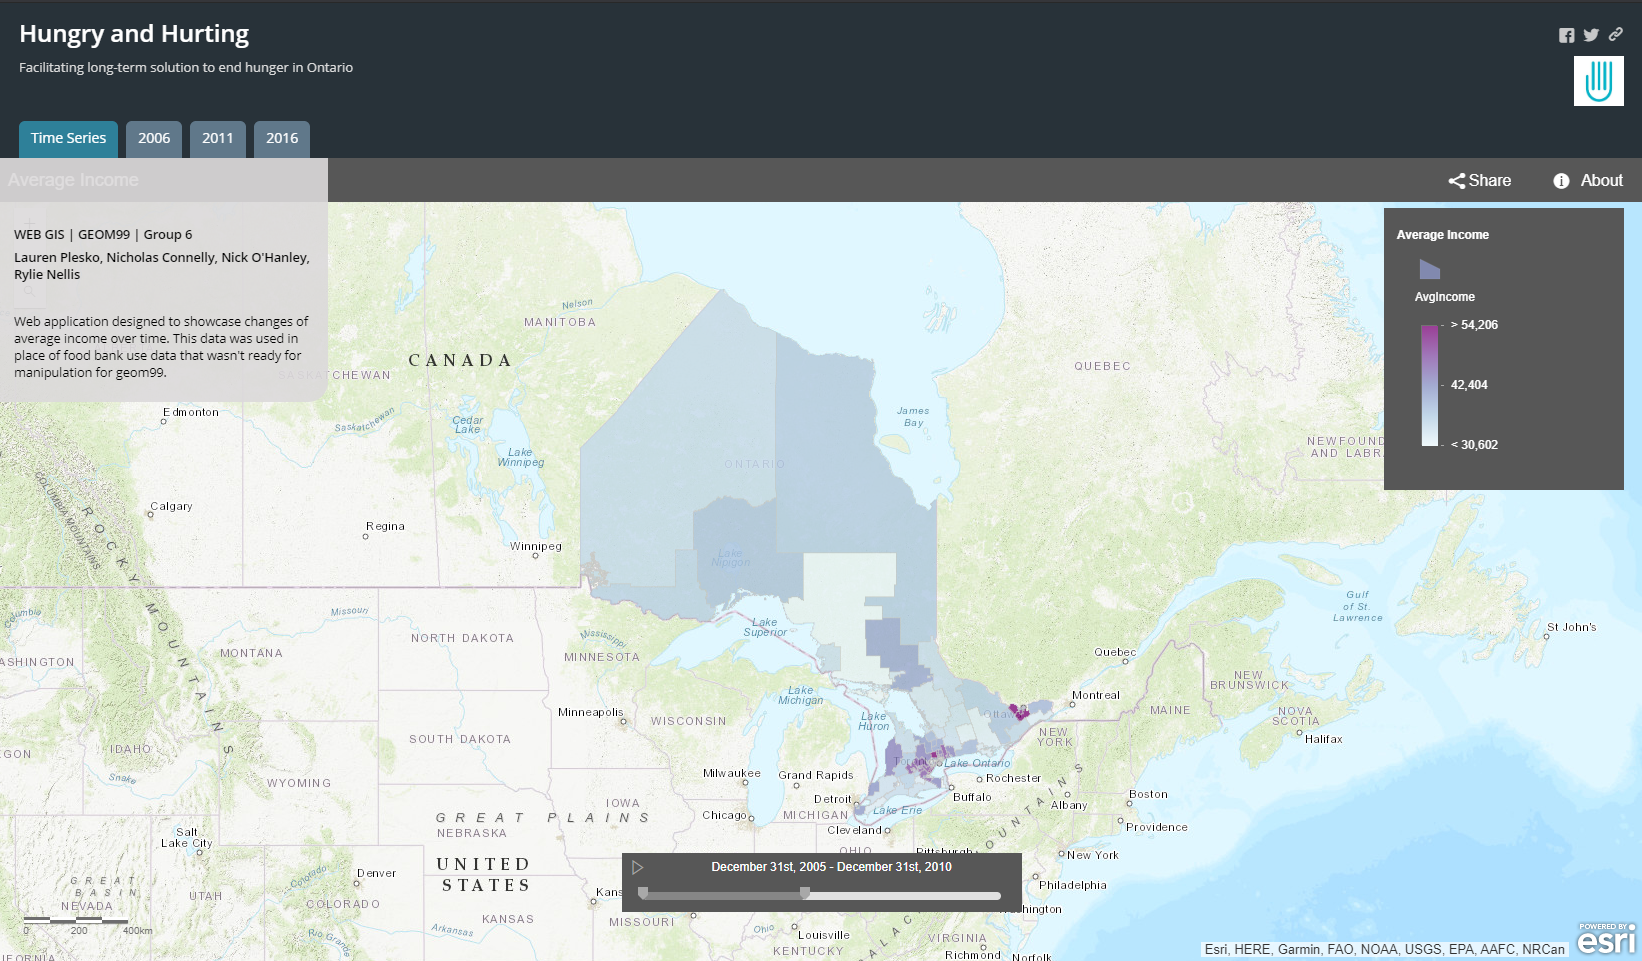 Hungry and Hurting
Facilitating long-term solution to end hunger in Ontario
Time Series
2006
2011
2016
Average Income
Share
About
WEB GIS | GEOM99 | Group 6
Lauren Plesko, Nicholas Connelly, Nick O'Hanley,
Rylie Nellis
Web application designed to showcase changes of
average income over time. This data was used in
place of food bank use data that wasn't ready for
manipulation for geom99.
Average Income
AvgIncome
> 54,206
42,404
< 30,602
Nelson
MANITOBA
CANADA
SASKATCHEWAN
QUEBEC
Edmonton
Saskatchewan
Cedar
Lake
Lake
Winnipeg
James
Bay
ONTARIO
NEWFOUND
AND LABR
COLUMBIA MOUNTAINS
ROCKY MOUNTAINS
Calgary
Regina
Winnipeg
Lake
Nipigon
Gulf
of St.
Lawrence
St John's
Columbia
Missouri
Mississippi
Lake
Superior
NORTH DAKOTA
MONTANA
MINNESOTA
ASHINGTON
Quebec
NEW
BRUNSWICK
Lake
Michigan
Montreal
MAINE
Minneapolis
WISCONSIN
Lake
Huron
Ottawa
NEW
YORK
NOVA
SCOTIA
Halifax
SOUTH DAKOTA
IDAHO
EGON
Snake
WYOMING
Milwaukee
Grand Rapids
Toronto
Lake Ontario
Rochester
Detroit
Buffalo
Albany
Boston
IOWA
Chicago
MICHIGAN
Lake Erie
Cleveland
Providence
GREAT PLAINS
NEBRASKA
Salt
Lake City
OHIO
Pittsburgh
New York
UNITED
STATES
Denver
Kans
Philadelphia
GREAT
BASIN
NEVADA
UTAH
Colorado
COLORADO
shington
December 31st, 2005 - December 31st, 2010
KANSAS
MISSOURI
Arkansas
Ohio
Louisville
KENTUCKY
VIRGINIA
Richmond
Norfolk
Rio Grande
CALIFORNIA
0
200
400km
Esri, HERE, Garmin, FAO, NOAA, USGS, EPA, AAFC, NRCan
POWERED BY
esri